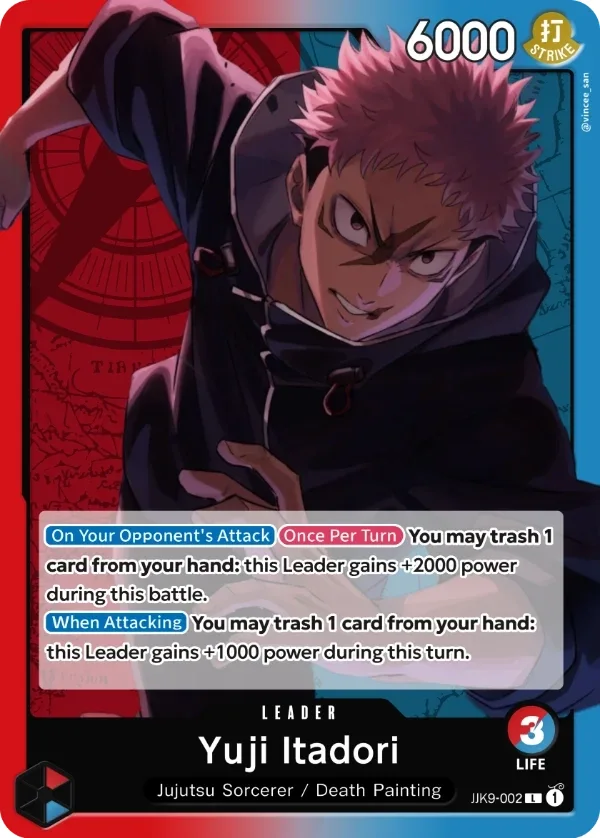 6000
打
STRIKE
@vincee_san
On Your Opponent's Attack Once Per Turn You may trash 1
card from your hand: this Leader gains +2000 power
during this battle.
When Attacking You may trash 1 card from your hand:
this Leader gains +1000 power during this turn.
LEADER
Yuji Itadori
3
LIFE
Jujutsu Sorcerer / Death Painting
JJK9-002 L 1